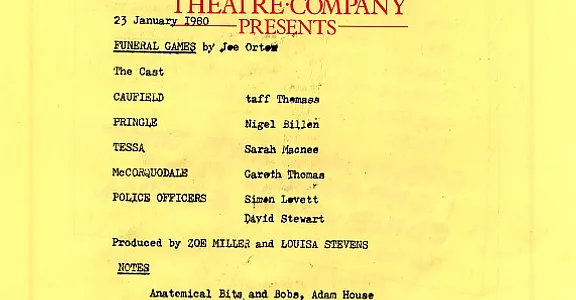 THEATRE·COMPANY
23 January 1980
PRESENTS
FUNERAL GAMES by Joe Orton
The Cast
CAUFIELD taff Thomass
PRINGLE Nigel Billen
TESSA Sarah Macnee
McCORQUODALE Gareth Thomas
POLICE OFFICERS Simon Lovett
David Stewart
Produced by ZOE MILLER and LOUISA STEVENS
NOTES
Anatomical Bits and Bobs, Adam House